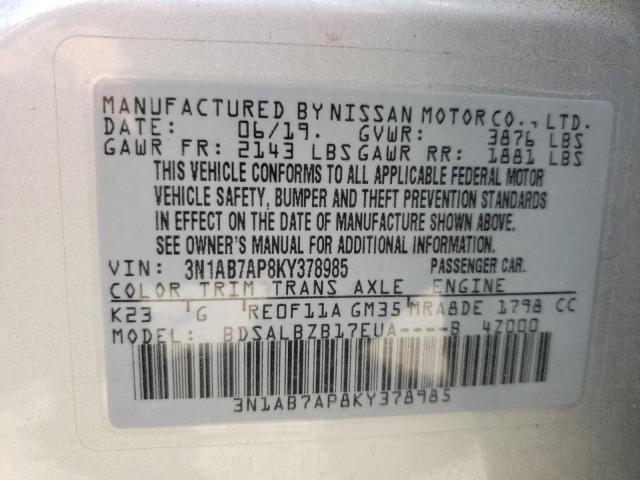 MANUFACTURED BY NISSAN MOTOR CO., LTD.
DATE: 06/19. GVWR: 3876 LBS
GAWR FR: 2143 LBS GAWR RR: 1881 LBS
THIS VEHICLE CONFORMS TO ALL APPLICABLE FEDERAL MOTOR
VEHICLE SAFETY, BUMPER AND THEFT PREVENTION STANDARDS
IN EFFECT ON THE DATE OF MANUFACTURE SHOWN ABOVE.
SEE OWNER'S MANUAL FOR ADDITIONAL INFORMATION.
VIN: 3N1AB7AP8KY378985 PASSENGER CAR.
COLOR TRIM TRANS AXLE ENGINE
K23 G RE0F11A GM35 MRA8DE 1798 CC
MODEL: BDSALBZB17EUA----B 4Z000
3N1AB7AP8KY378985